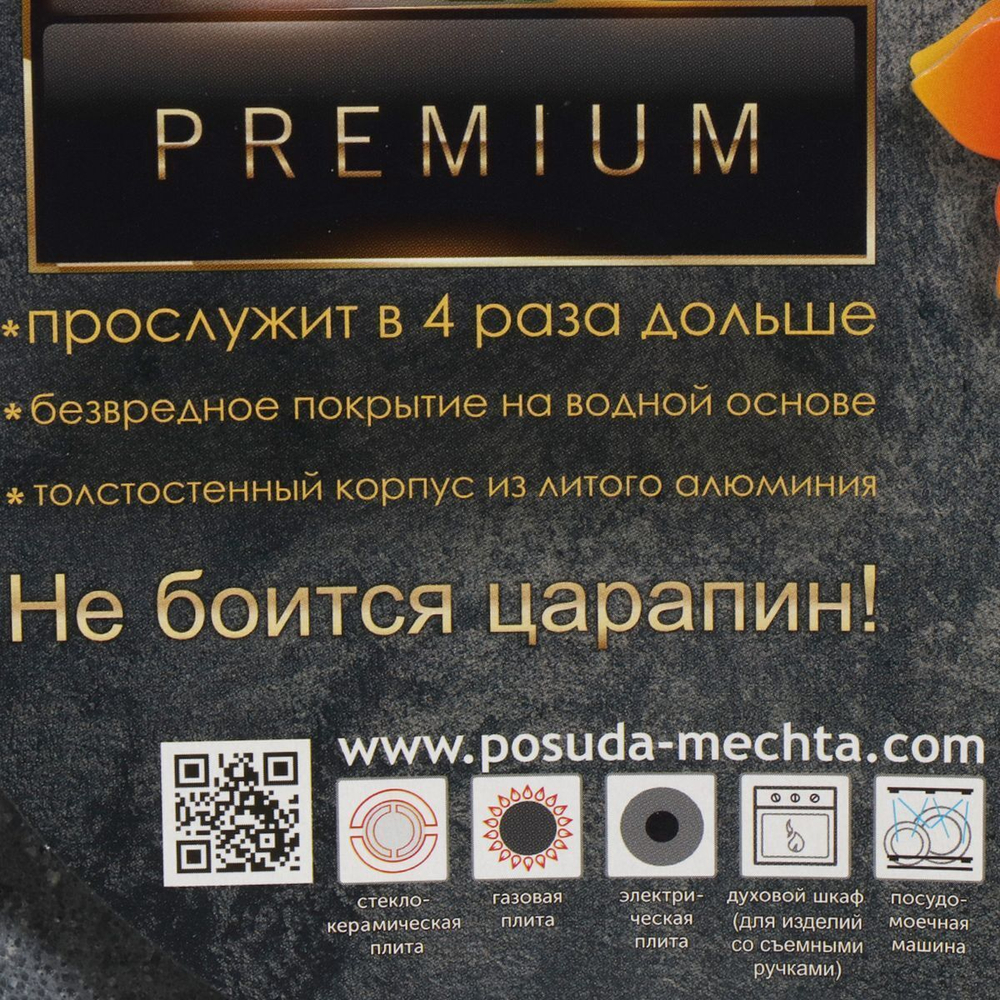 PREMIUM
*прослужит в 4 раза дольше
*безвредное покрытие на водной основе
*толстостенный корпус из литого алюминия
Не боится царапин!
www.posuda-mechta.com
стекло-
керамическая
плита
газовая
плита
электри-
ческая
плита
духовой шкаф
(для изделий
со съемными
ручками)
посудо-
моечная
машина